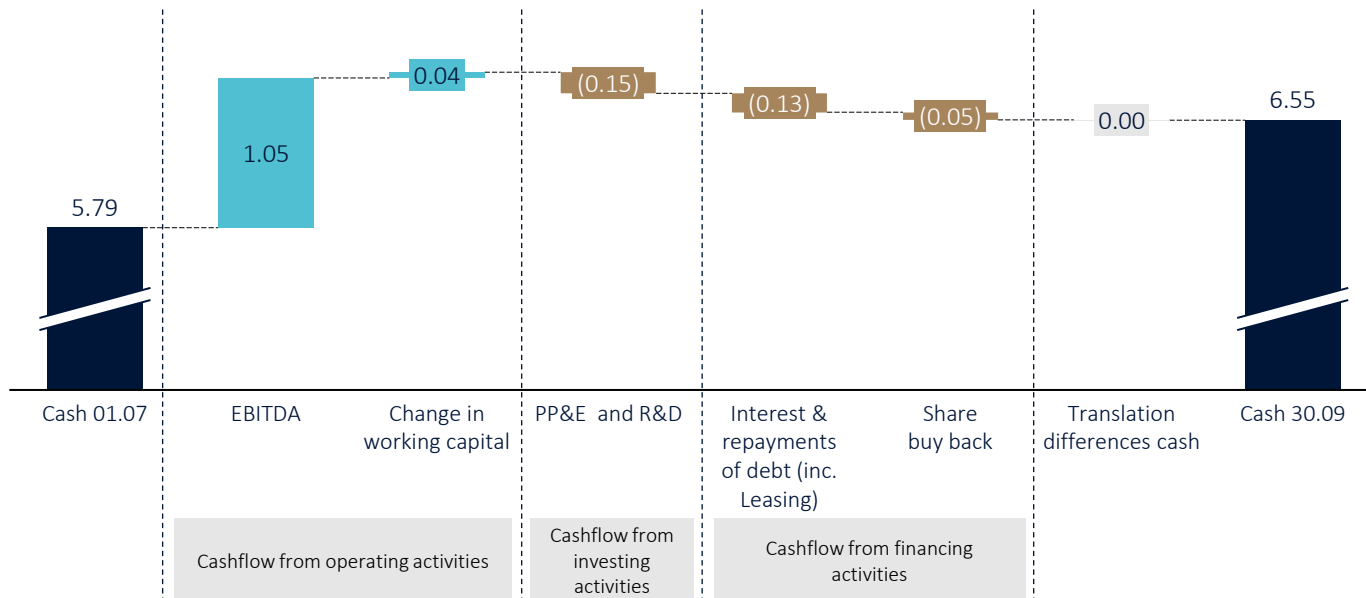 5.79
1.05
0.04
(0.15)
(0.13)
(0.05)
0.00
6.55
Cash 01.07
EBITDA
Change in
working capital
PP&E and R&D
Interest &
repayments
of debt (inc.
Leasing)
Share
buy back
Translation
differences cash
Cash 30.09
Cashflow from operating activities
Cashflow from
investing
activities
Cashflow from financing
activities